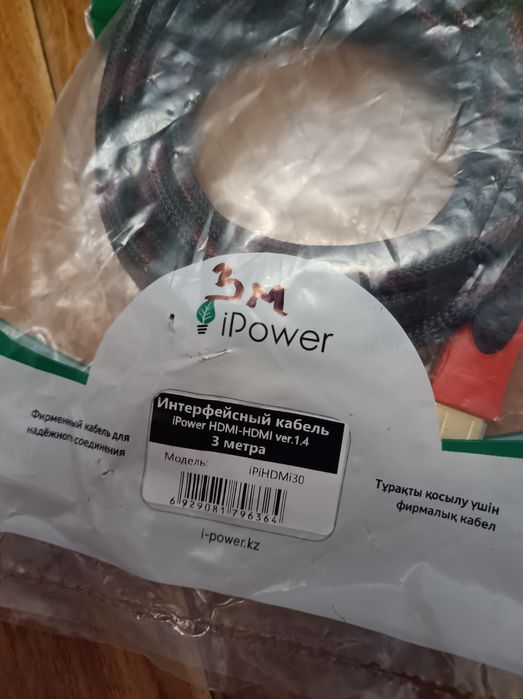 3м
iPower
Фирменный кабель для
надёжного соединения
Интерфейсный кабель
iPower HDMI-HDMI ver.1.4
3 метра
Модель: iPiHDMi30
6 929081 796364
i-power.kz
Тұрақты қосылу үшін
фирмалық кабел